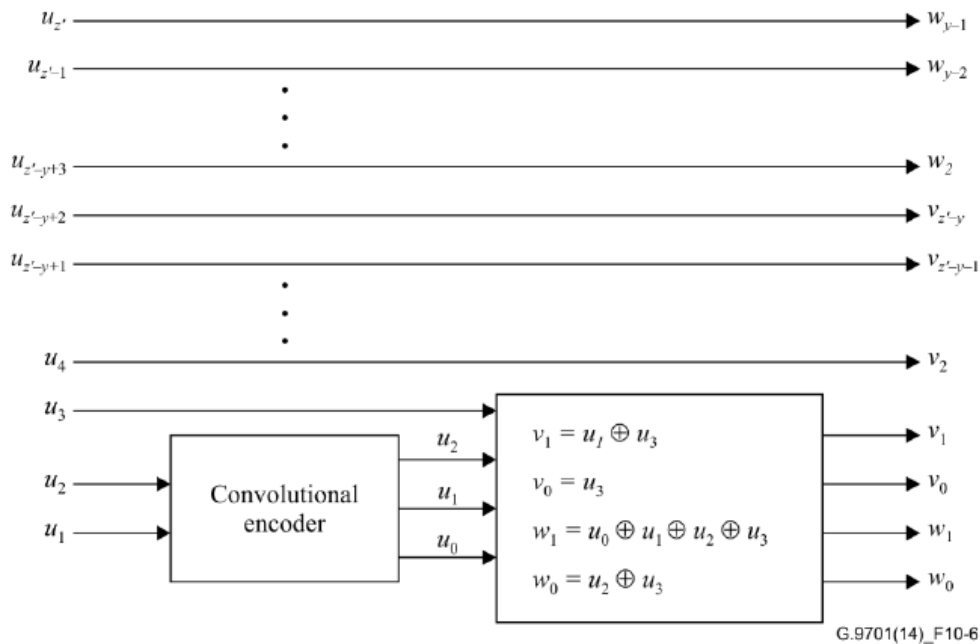 u_{z'} w_{y–1}
u_{z'–1} w_{y–2}
u_{z'–y+3} w_2
u_{z'–y+2} v_{z'–y}
u_{z'–y+1} v_{z'–y–1}
u_4 v_2
u_3
u_2
u_1
Convolutional
encoder
u_2
u_1
u_0
v_1 = u_1 ⊕ u_3
v_0 = u_3
w_1 = u_0 ⊕ u_1 ⊕ u_2 ⊕ u_3
w_0 = u_2 ⊕ u_3
v_1
v_0
w_1
w_0
G.9701(14)_F10-6